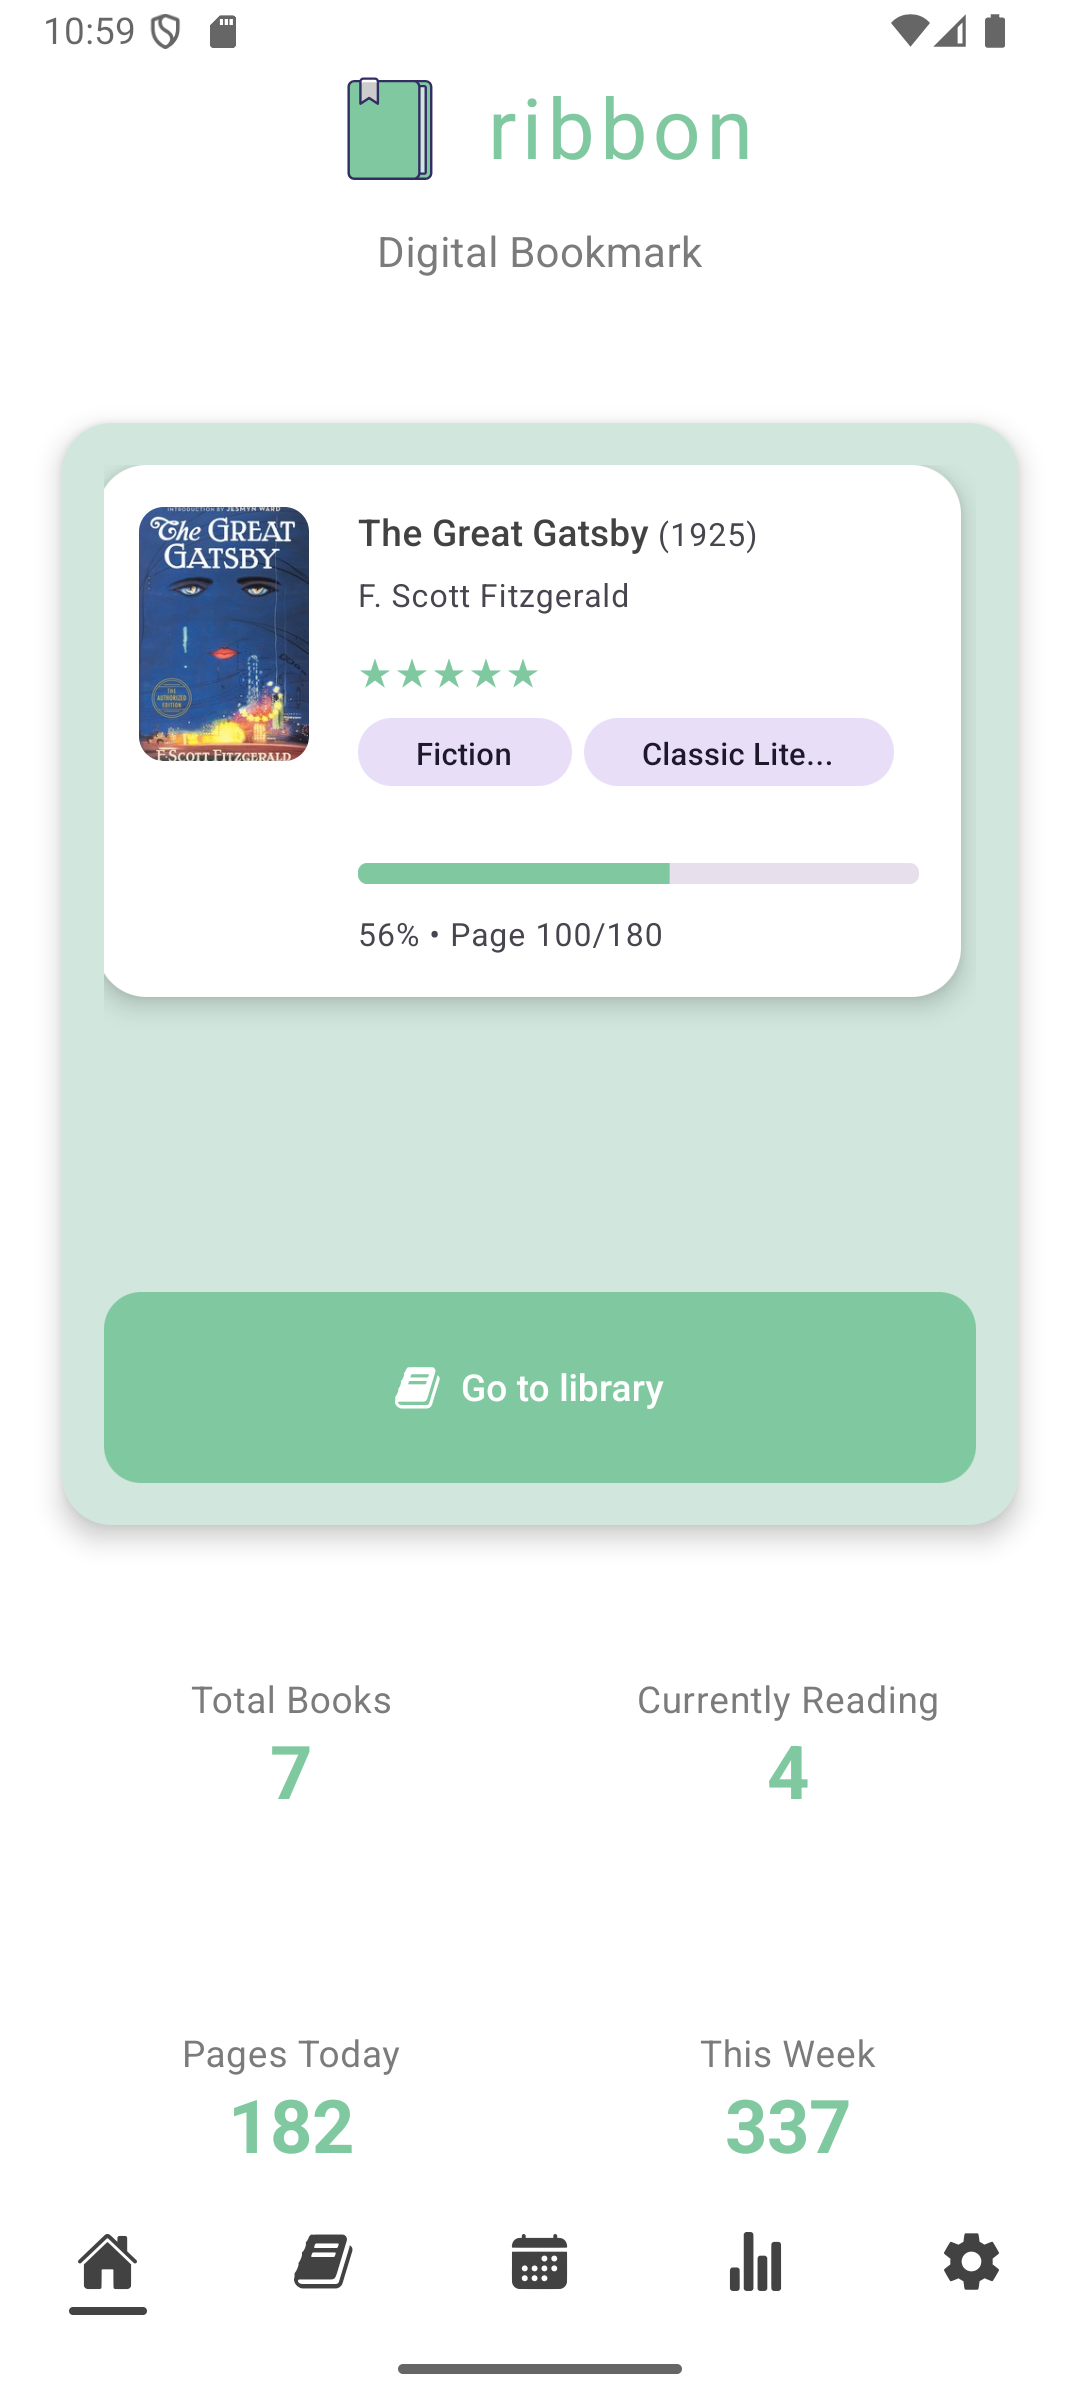 10:59
ribbon
Digital Bookmark
INTRODUCTION BY JESMYN WARD
The GREAT
GATSBY
THE
AUTHORIZED
EDITION
F. SCOTT FITZGERALD
The Great Gatsby (1925)
F. Scott Fitzgerald
★★★★★
Fiction
Classic Lite...
56% • Page 100/180
Go to library
Total Books
7
Currently Reading
4
Pages Today
182
This Week
337